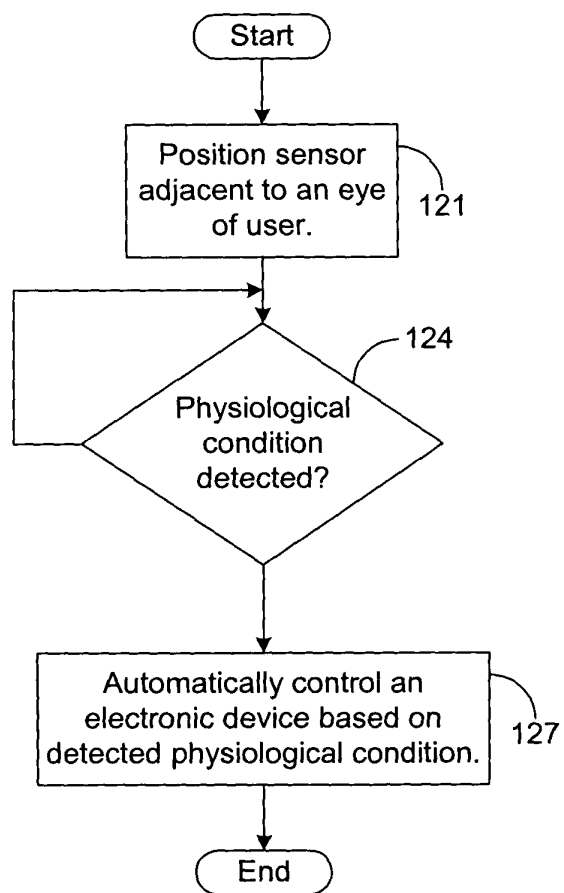 Start
Position sensor
adjacent to an eye
of user.
121
124
Physiological
condition
detected?
Automatically control an
electronic device based on
detected physiological condition.
127
End